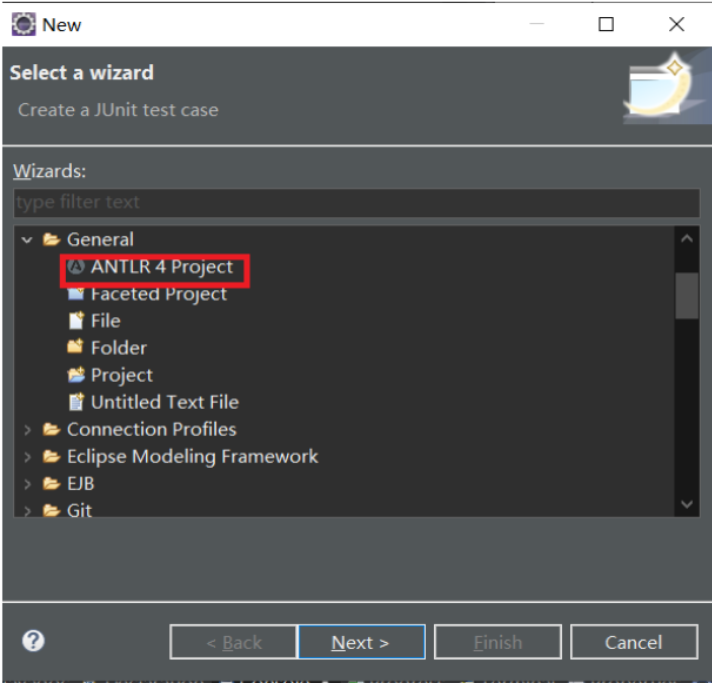 New
Select a wizard
Create a JUnit test case
Wizards:
type filter text
General
ANTLR 4 Project
Faceted Project
File
Folder
Project
Untitled Text File
Connection Profiles
Eclipse Modeling Framework
EJB
Git
< Back Next > Finish Cancel